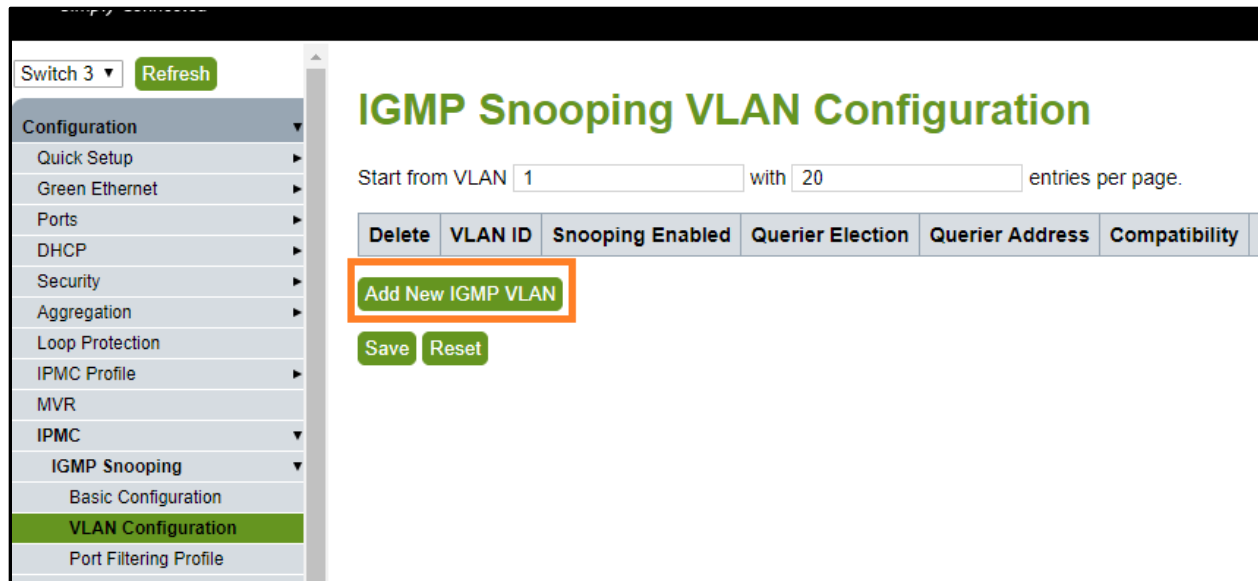 Simply Connected
Switch 3 Refresh
Configuration
Quick Setup
Green Ethernet
Ports
DHCP
Security
Aggregation
Loop Protection
IPMC Profile
MVR
IPMC
IGMP Snooping
Basic Configuration
VLAN Configuration
Port Filtering Profile
IGMP Snooping VLAN Configuration
Start from VLAN 1 with 20 entries per page.
Delete VLAN ID Snooping Enabled Querier Election Querier Address Compatibility
Add New IGMP VLAN
Save Reset